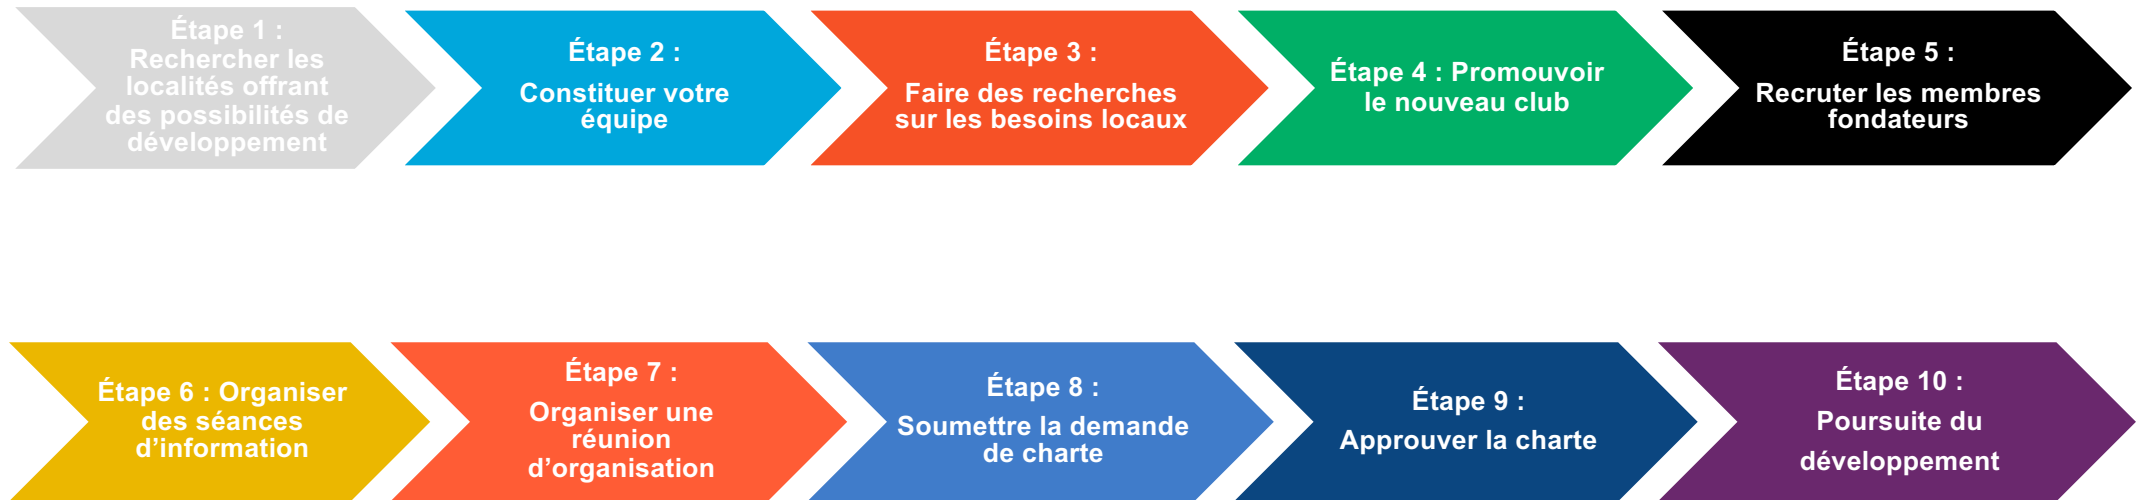 Étape 1 :
Rechercher les
localités offrant
des possibilités de
développement
Étape 2 :
Constituer votre
équipe
Étape 3 :
Faire des recherches
sur les besoins locaux
Étape 4 : Promouvoir
le nouveau club
Étape 5 :
Recruter les membres
fondateurs
Étape 6 : Organiser
des séances
d’information
Étape 7 :
Organiser une
réunion
d’organisation
Étape 8 :
Soumettre la demande
de charte
Étape 9 :
Approuver la charte
Étape 10 :
Poursuite du
développement